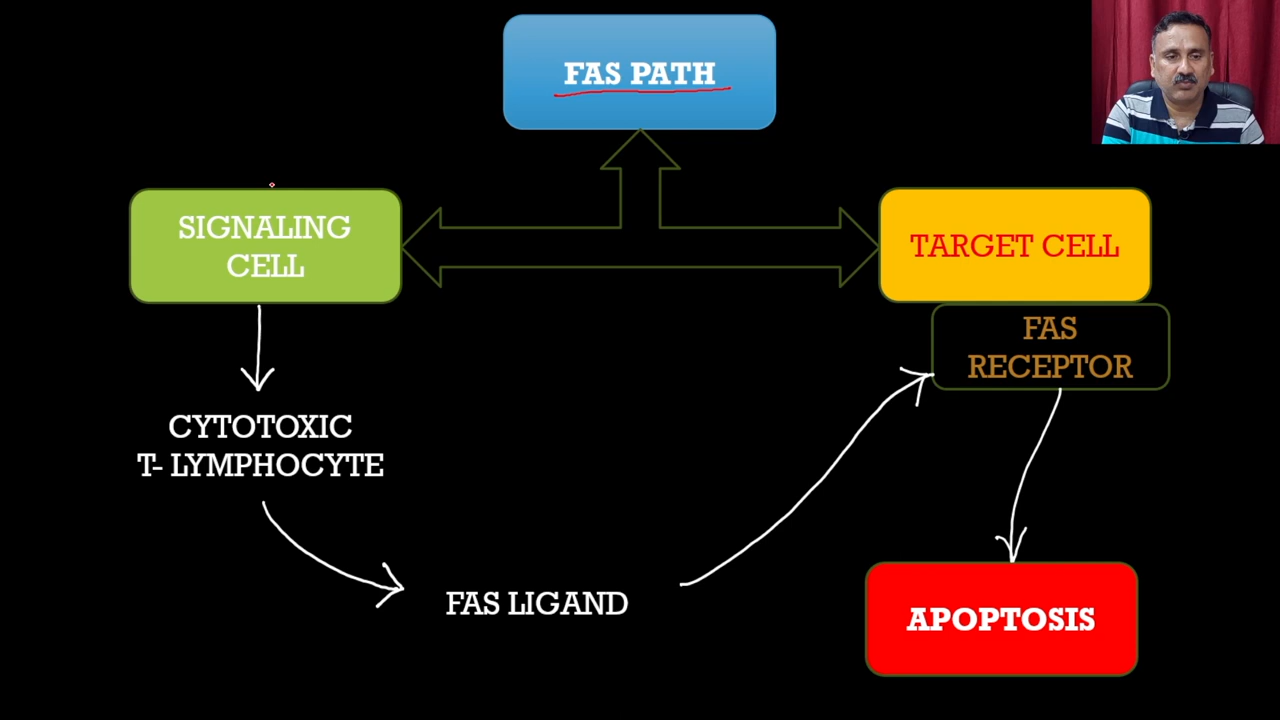 FAS PATH
SIGNALING
CELL
TARGET CELL
FAS
RECEPTOR
CYTOTOXIC
T- LYMPHOCYTE
FAS LIGAND
APOPTOSIS